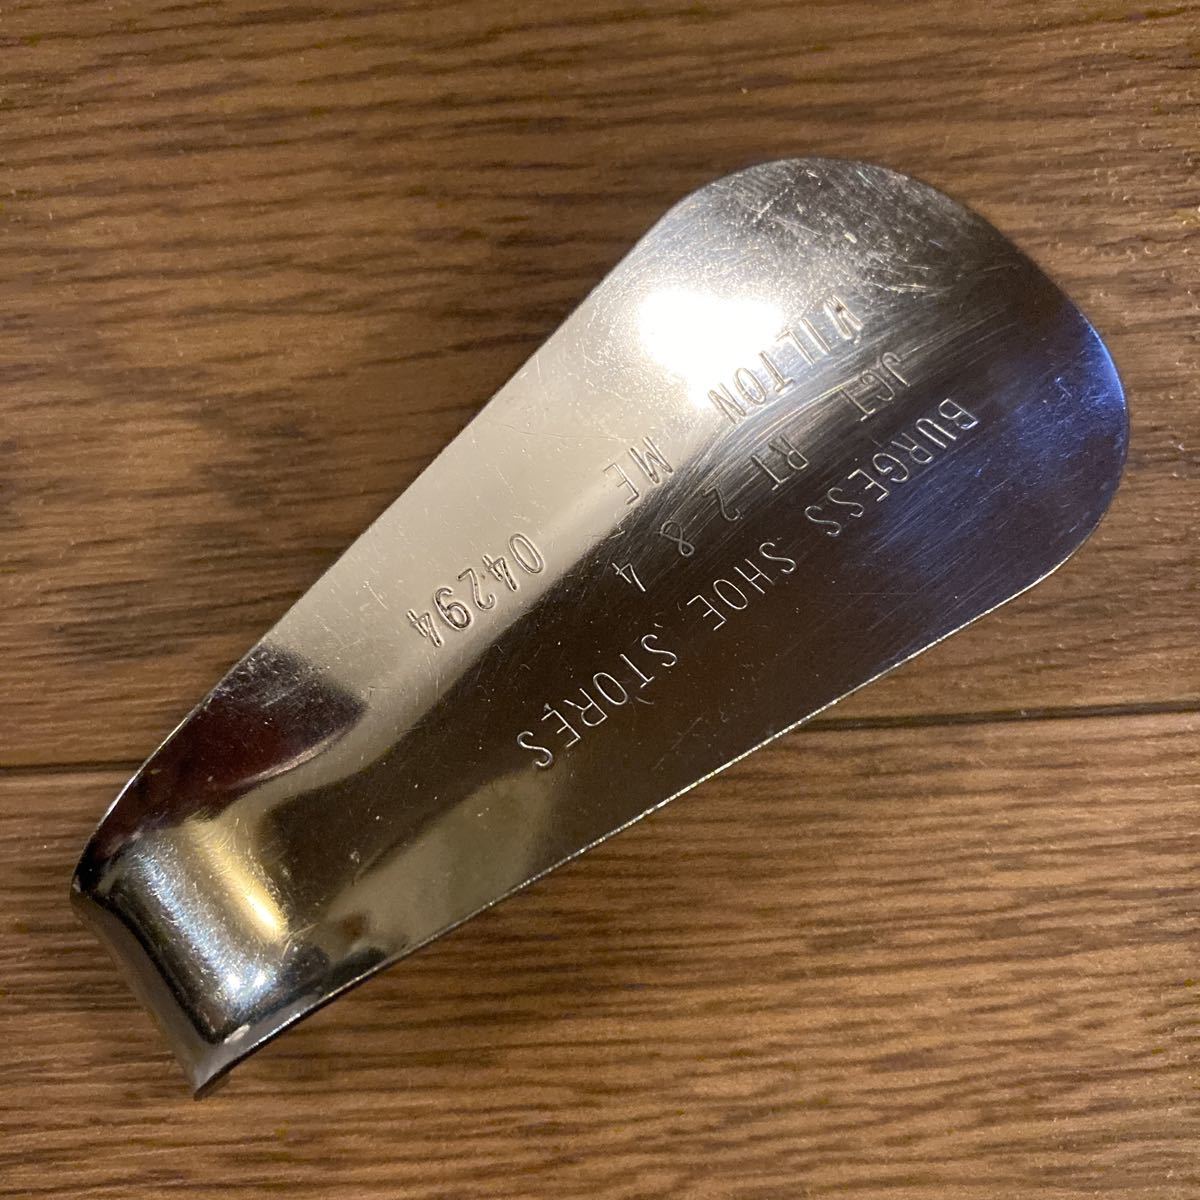 BURGESS SHOE STORES
JCT RT 2 & 4
WILTON ME 04294